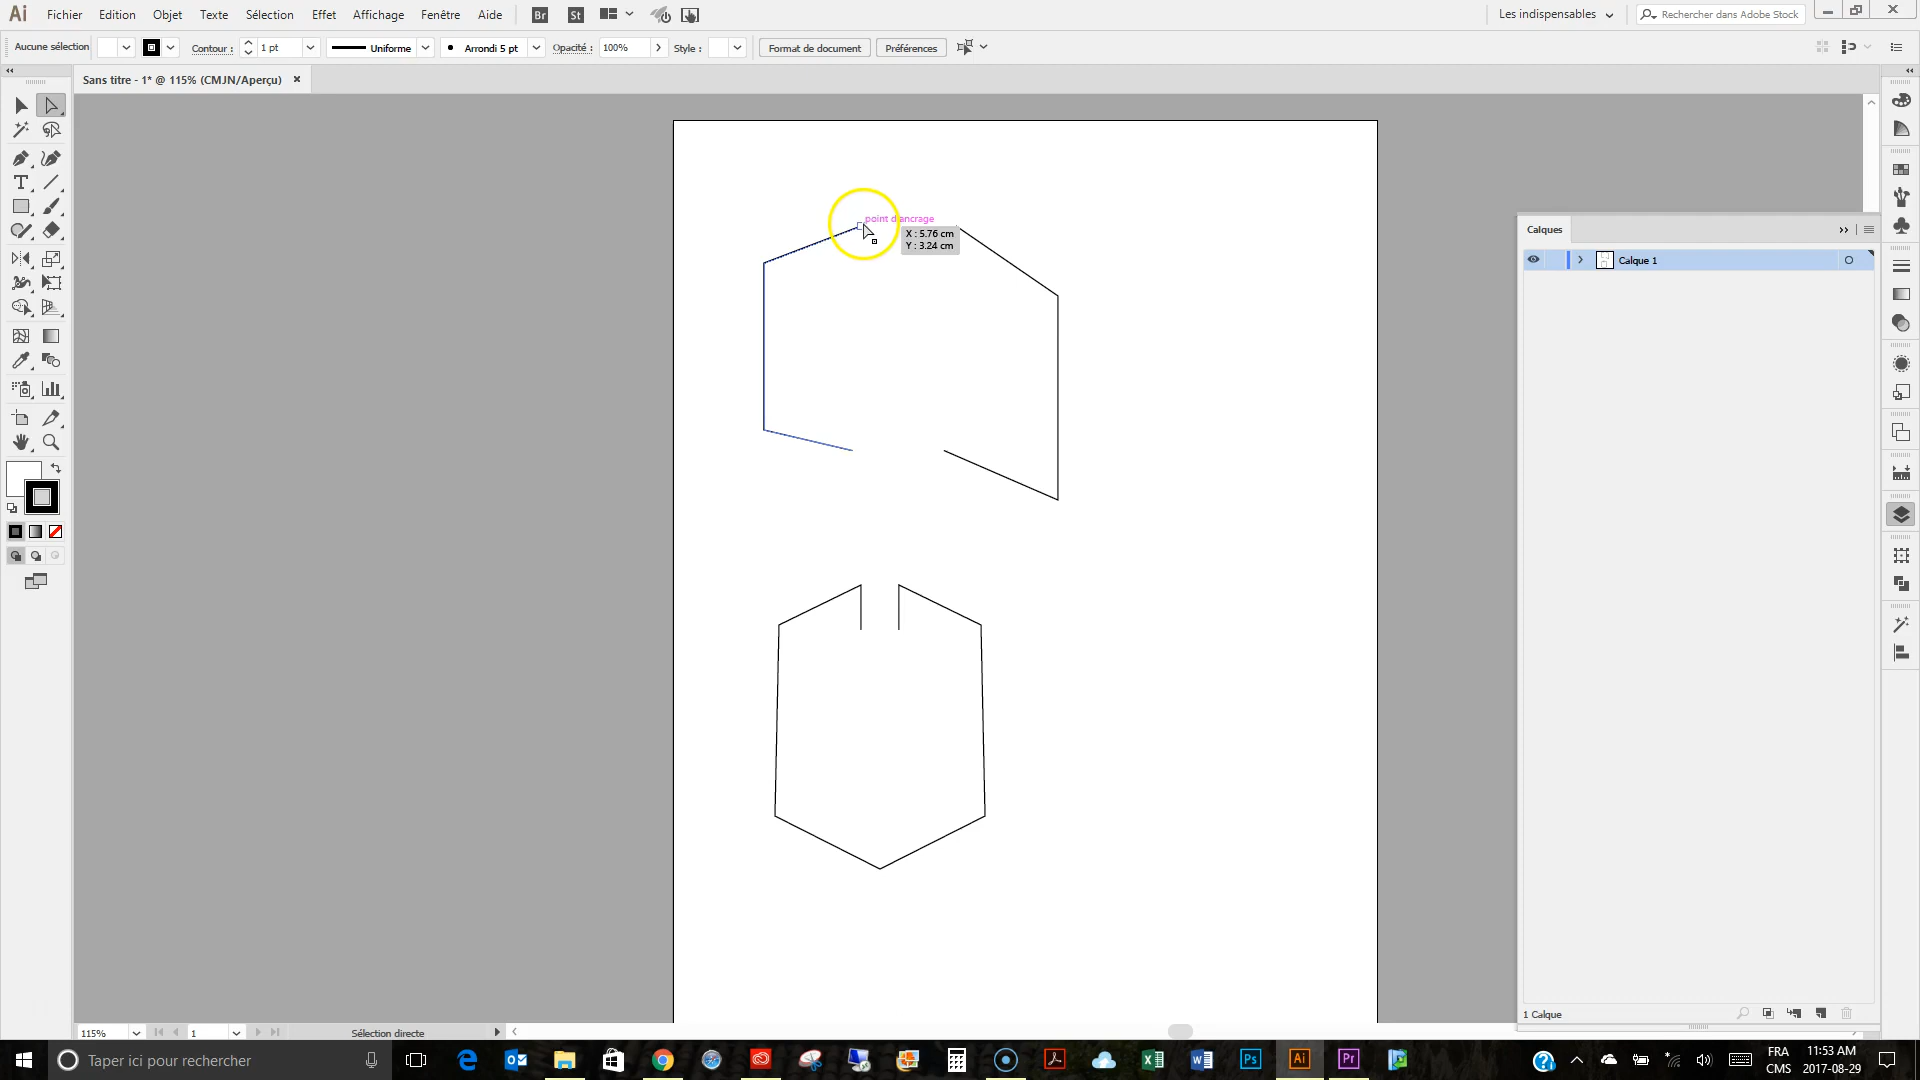 Ai Fichier Edition Objet Texte Sélection Effet Affichage Fenêtre Aide Br St Les indispensables Rechercher dans Adobe Stock
Aucune sélection Contour : 1 pt Uniforme Arrondi 5 pt Opacité : 100% Style : Format de document Préférences
Sans titre - 1* @ 115% (CMJN/Aperçu)
point d'ancrage
X : 5.76 cm
Y : 3.24 cm
Calques
Calque 1
1 Calque
115% 1 Sélection directe
Taper ici pour rechercher
Ps Ai Pr
FRA
CMS
11:53 AM
2017-08-29